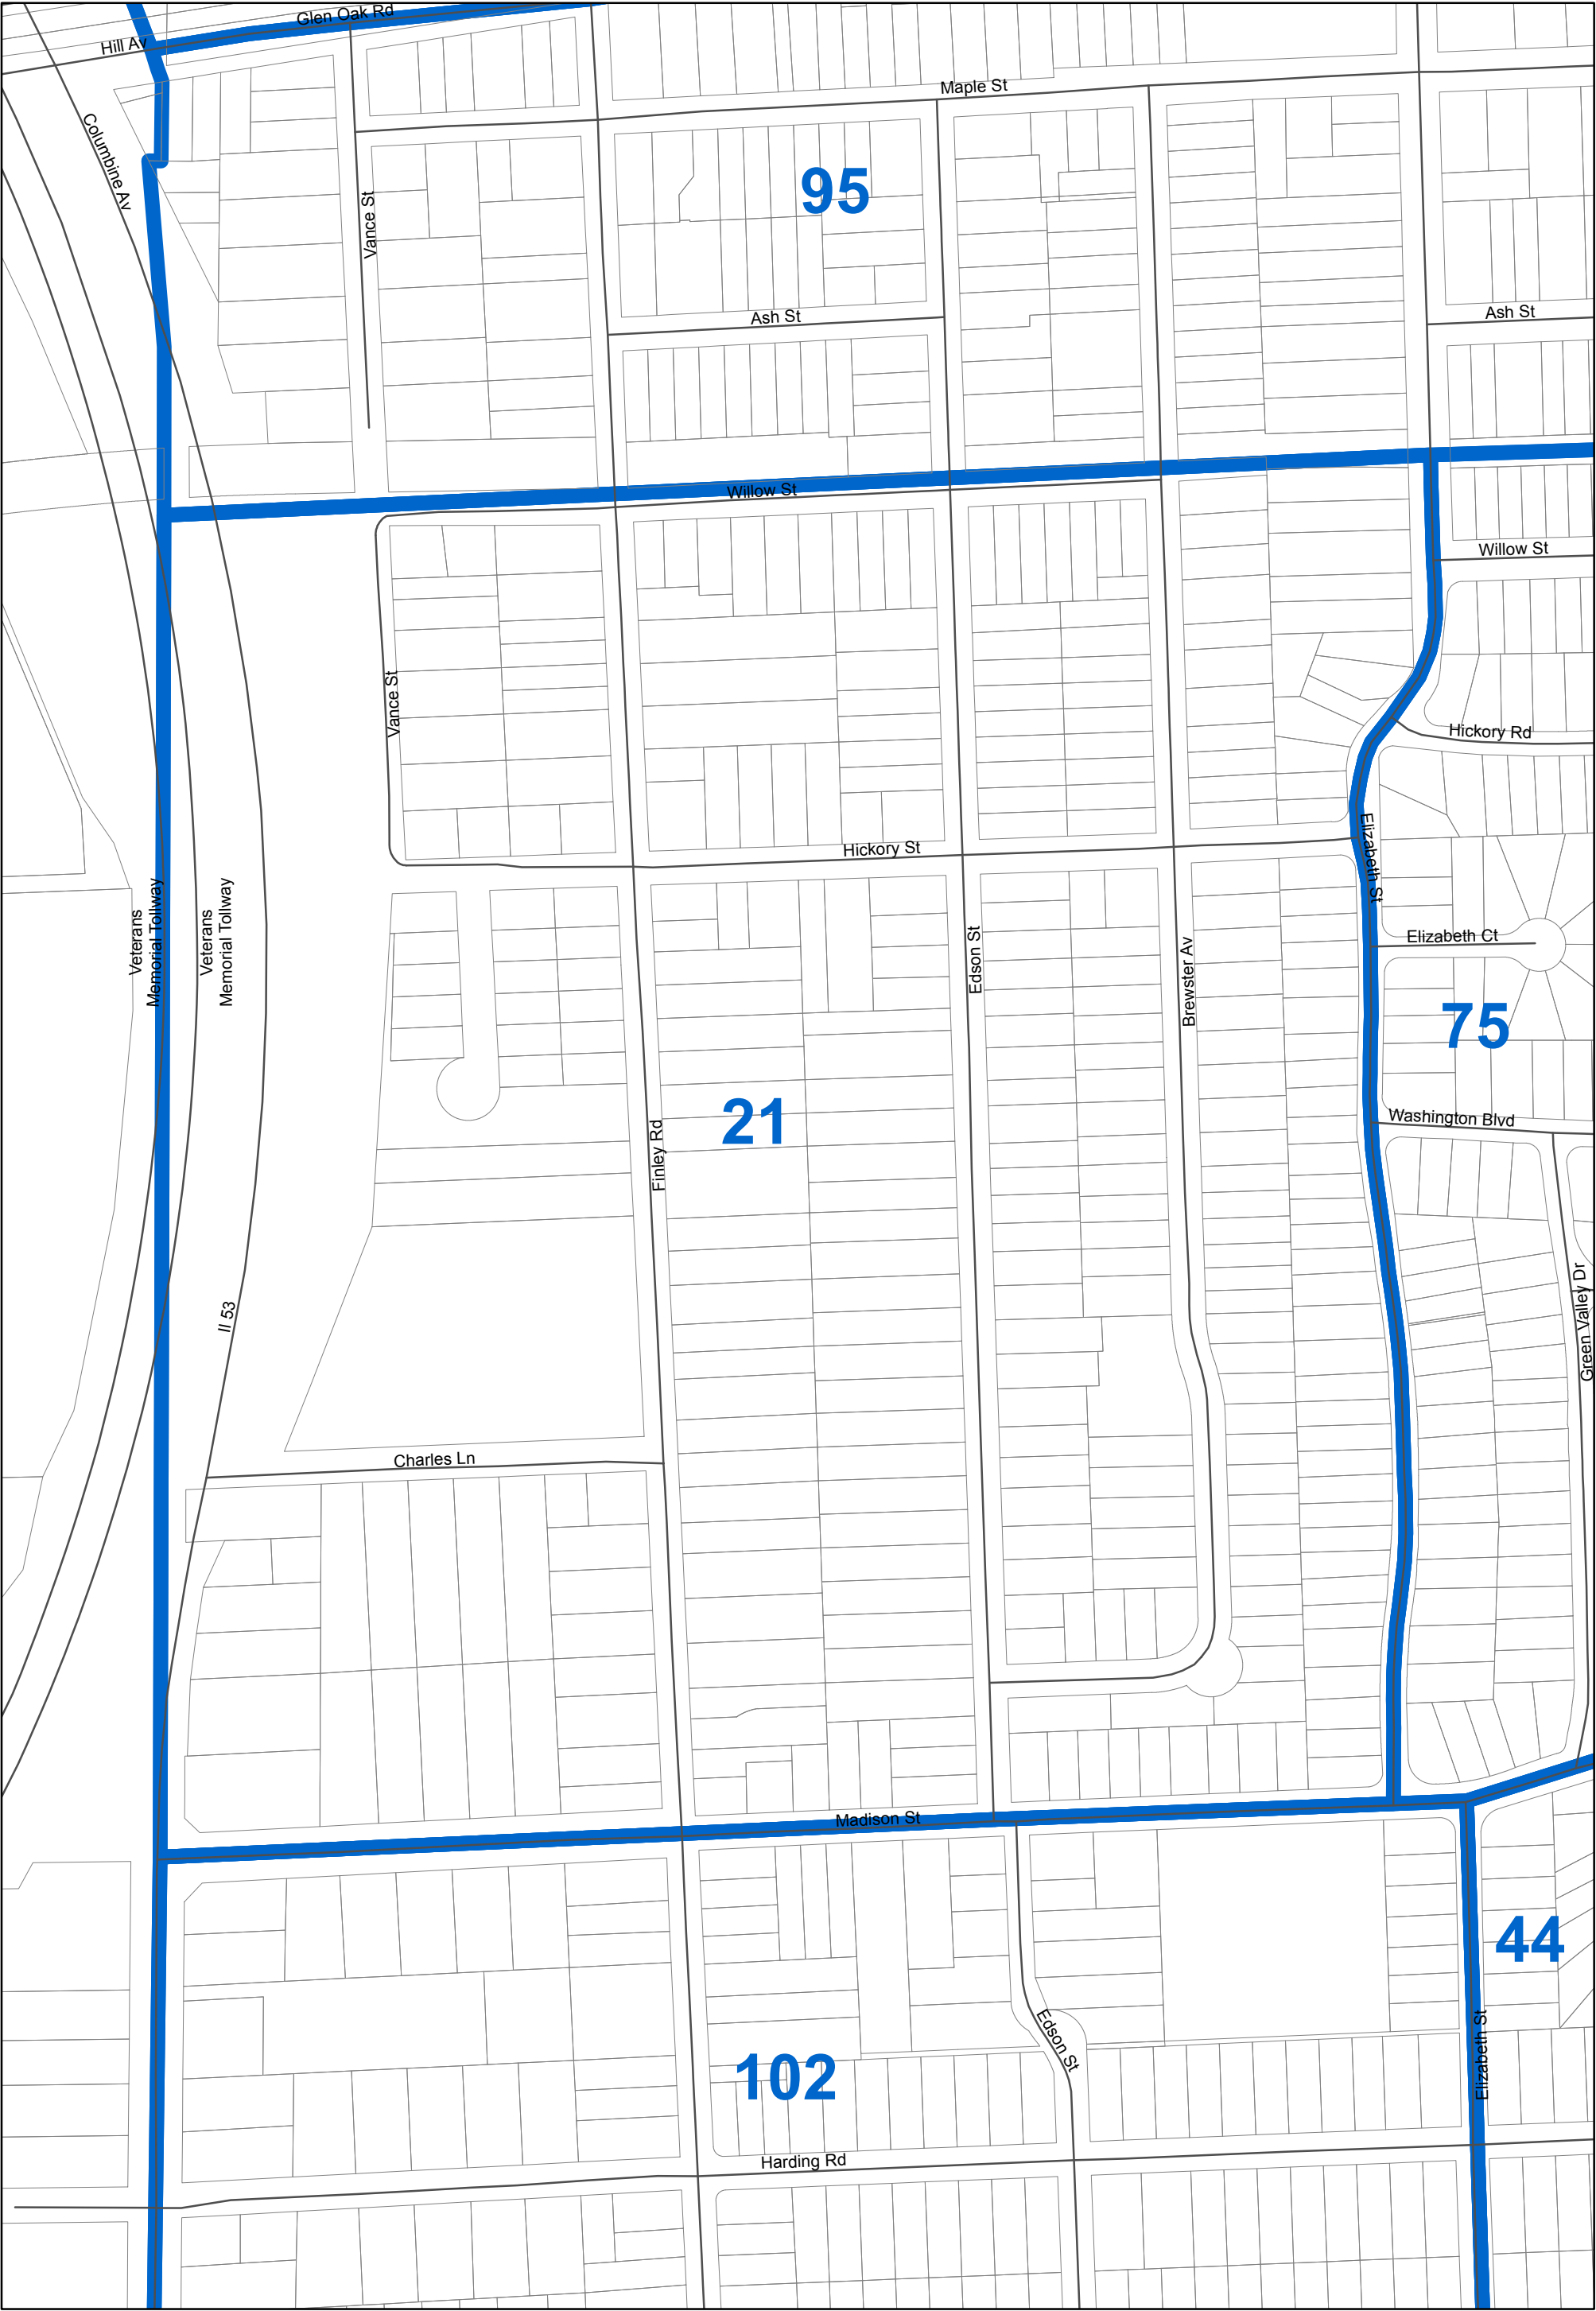 Glen Oak Rd
Hill Av
Maple St
Columbine Av
95
Vance St
Ash St
Ash St
Willow St
Willow St
Vance St
Hickory Rd
Hickory St
Elizabeth St
Veterans
Memorial Tollway
Veterans
Memorial Tollway
Edson St
Brewster Av
Elizabeth Ct
75
21
Finley Rd
Washington Blvd
Green Valley Dr
Il 53
Charles Ln
Madison St
44
Edson St
Elizabeth St
102
Harding Rd